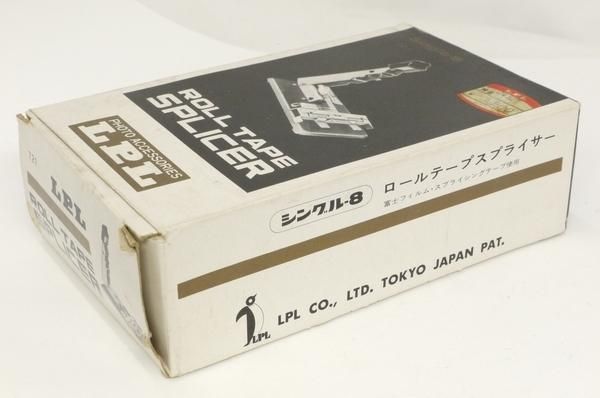 ROLL TAPE
SPLICER
PHOTO ACCESSORIES
LPL
LPL
ROLL TAPE
SPLICER
シングル-8
ロールテープスプライサー
富士フィルム・スプライシングテープ使用
LPL
LPL CO., LTD. TOKYO JAPAN PAT.